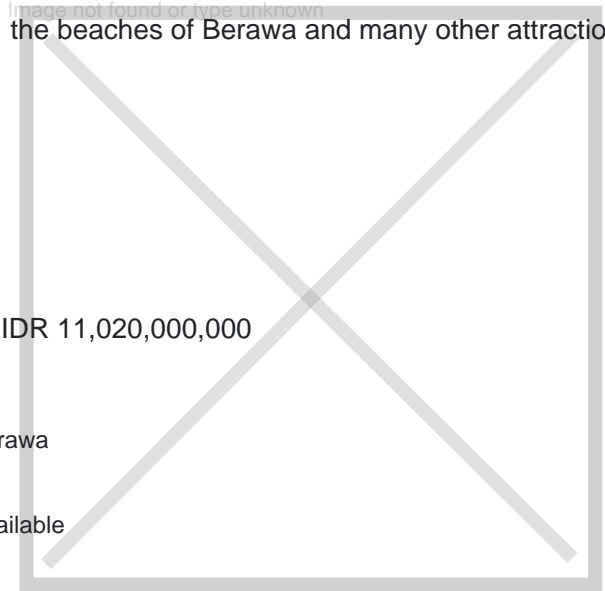 Image not found or type unknown
the beaches of Berawa and many other attractio
IDR 11,020,000,000
rawa
ailable